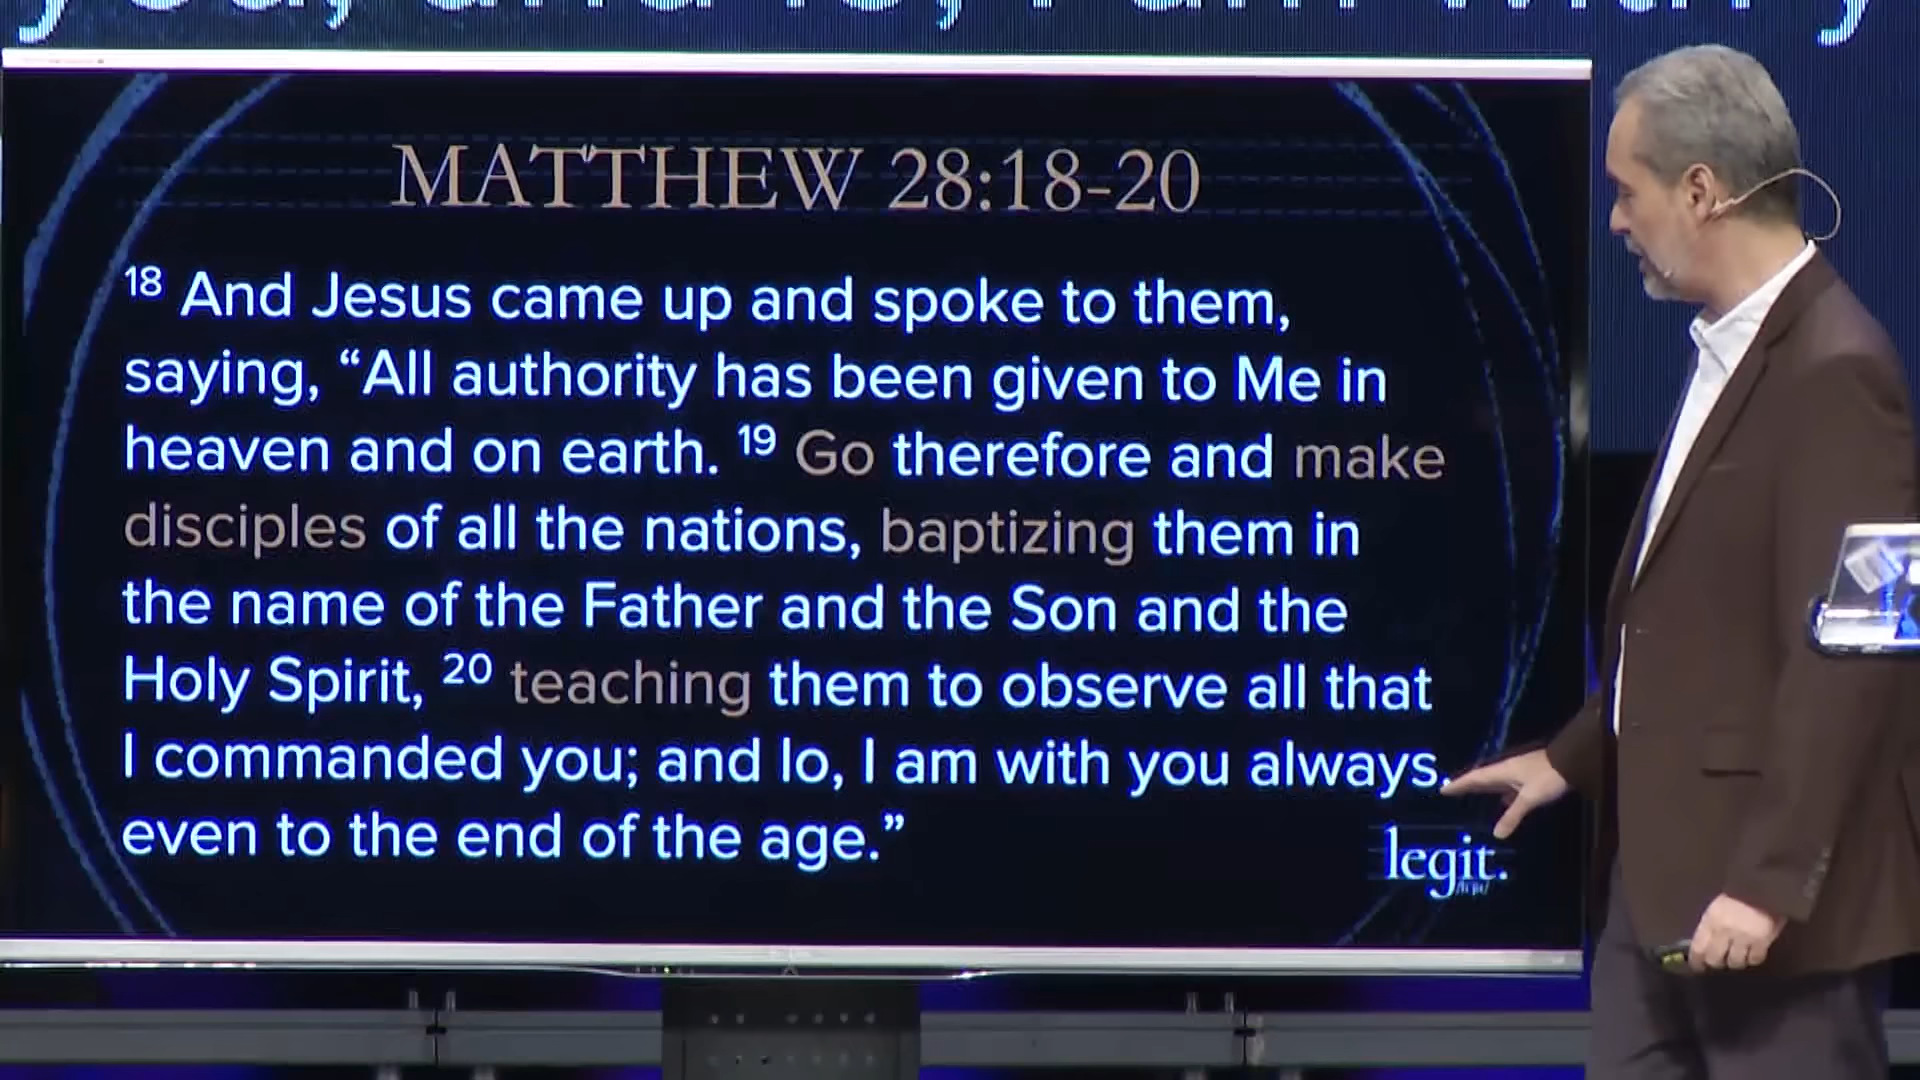 MATTHEW 28:18-20
18 And Jesus came up and spoke to them,
saying, “All authority has been given to Me in
heaven and on earth. 19 Go therefore and make
disciples of all the nations, baptizing them in
the name of the Father and the Son and the
Holy Spirit, 20 teaching them to observe all that
I commanded you; and lo, I am with you always,
even to the end of the age.”
legit.